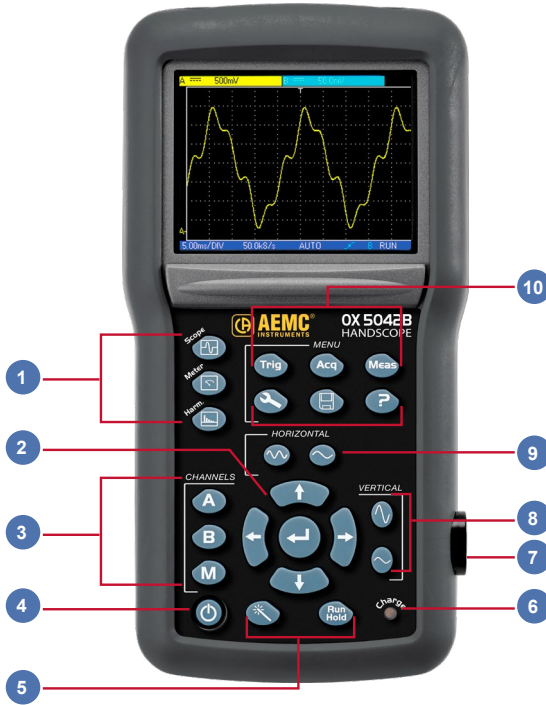 A 500mV B 50.0mV
A
5.00ms/DIV 50.0kS/s AUTO B RUN
10
AEMC®
INSTRUMENTS
OX 5042B
HANDSCOPE
MENU
Scope
Trig Acq Meas
1
Meter
?
Harm.
2
HORIZONTAL
9
CHANNELS
VERTICAL
A
3
B
8
7
M
4
Charge
6
Run
Hold
5